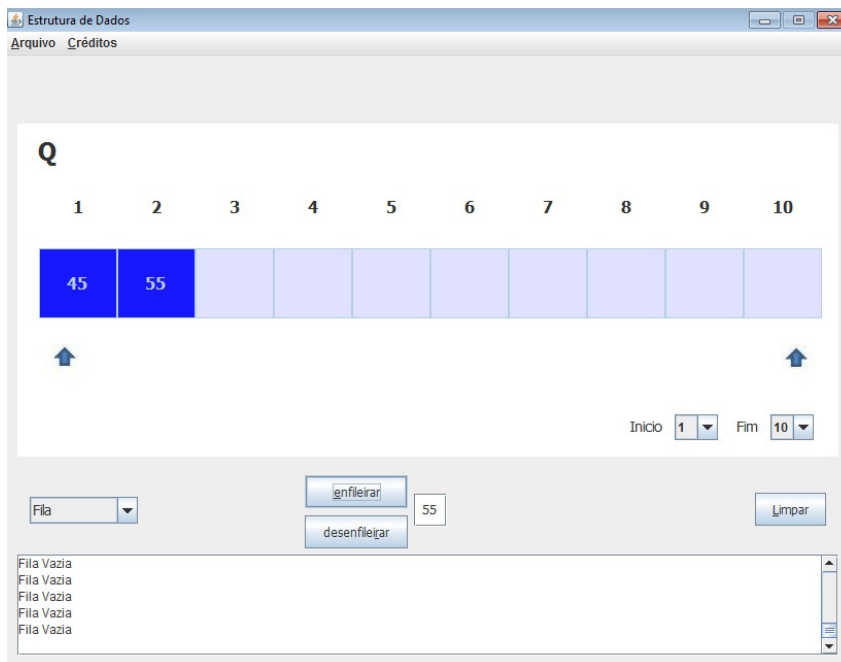 Estrutura de Dados
Arquivo Créditos
Q
1 2 3 4 5 6 7 8 9 10
45 55
Inicio 1 Fim 10
enfileirar
Fila 55 Limpar
desenfileirar
Fila Vazia
Fila Vazia
Fila Vazia
Fila Vazia
Fila Vazia